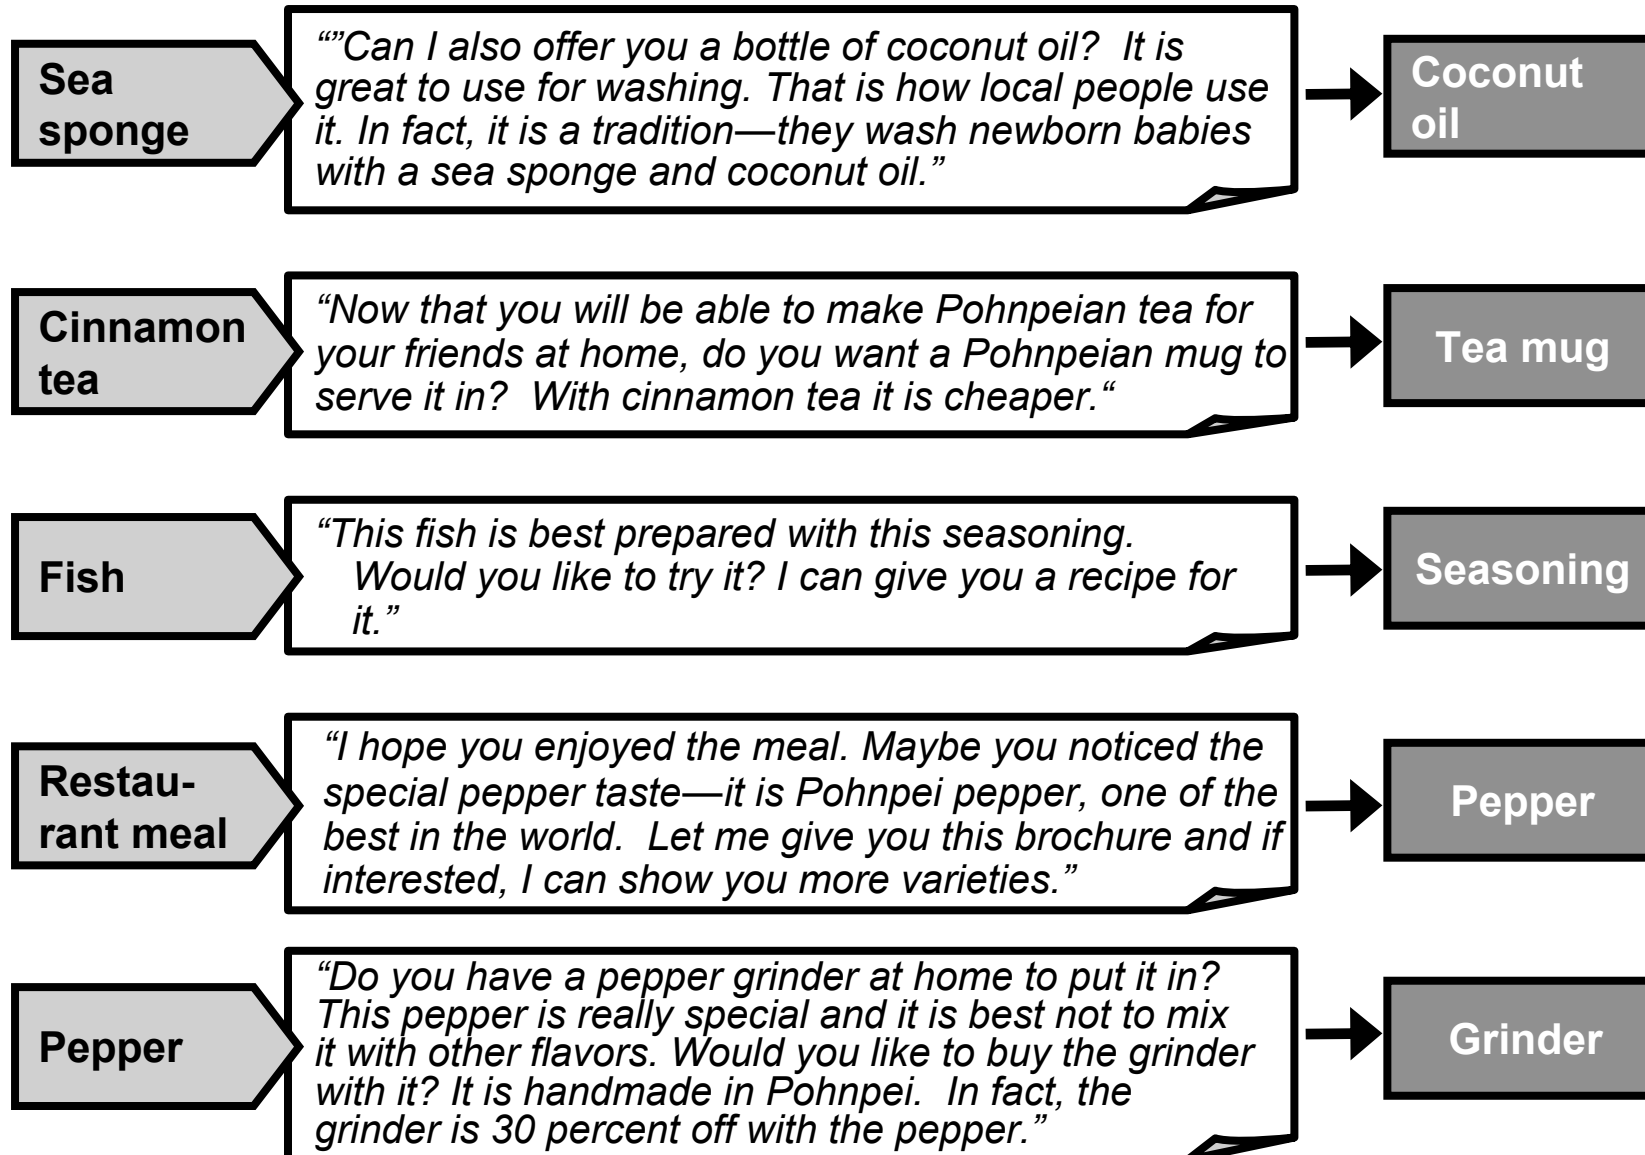 Sea
sponge
“”Can I also offer you a bottle of coconut oil?  It is
great to use for washing. That is how local people use
it. In fact, it is a tradition—they wash newborn babies
with a sea sponge and coconut oil.”
Coconut
oil
Cinnamon
tea
“Now that you will be able to make Pohnpeian tea for
your friends at home, do you want a Pohnpeian mug to
serve it in?  With cinnamon tea it is cheaper.“
Tea mug
Fish
“This fish is best prepared with this seasoning.
Would you like to try it? I can give you a recipe for
it.”
Seasoning
Restau-
rant meal
“I hope you enjoyed the meal. Maybe you noticed the
special pepper taste—it is Pohnpei pepper, one of the
best in the world.  Let me give you this brochure and if
interested, I can show you more varieties.”
Pepper
Pepper
“Do you have a pepper grinder at home to put it in?
This pepper is really special and it is best not to mix
it with other flavors. Would you like to buy the grinder
with it? It is handmade in Pohnpei.  In fact, the
grinder is 30 percent off with the pepper.”
Grinder